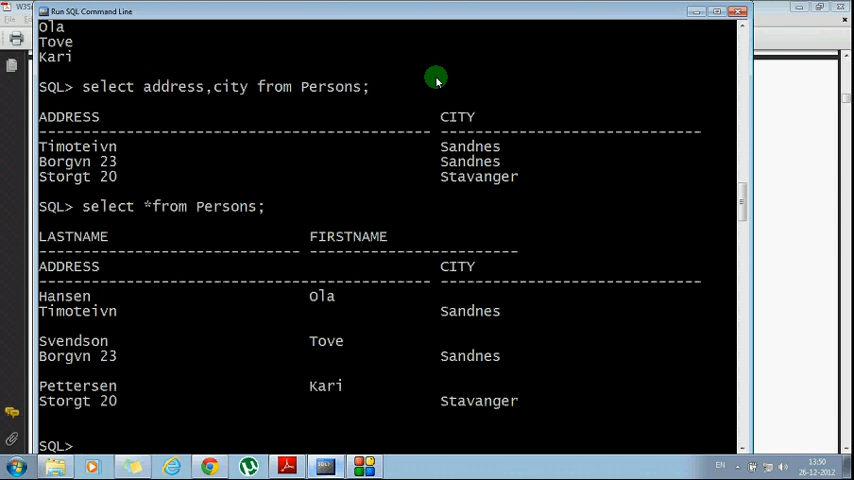 W3S
Run SQL Command Line
Ola
Tove
Kari
SQL> select address,city from Persons;
ADDRESS CITY
Timoteivn Sandnes
Borgvn 23 Sandnes
Storgt 20 Stavanger
SQL> select *from Persons;
LASTNAME FIRSTNAME
ADDRESS CITY
Hansen Ola
Timoteivn Sandnes
Svendson Tove
Borgvn 23 Sandnes
Pettersen Kari
Storgt 20 Stavanger
SQL>
EN 13:50
26-12-2012